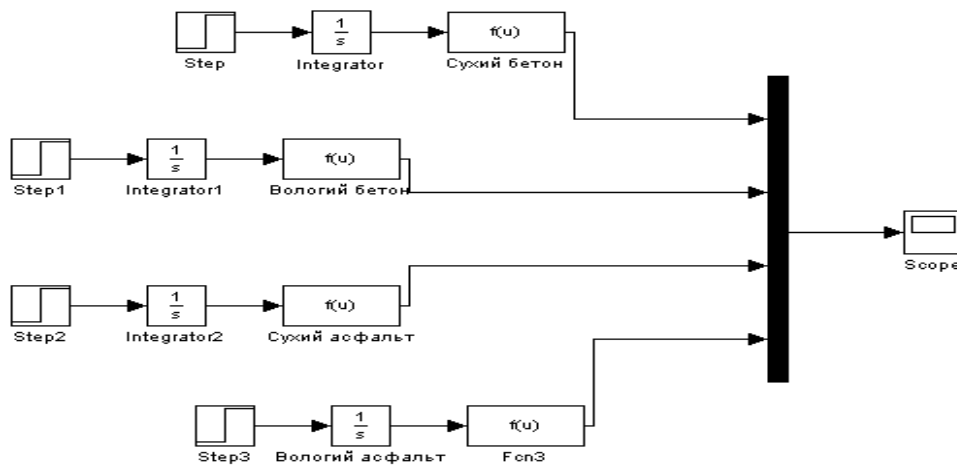 1
s
f(u)
Step
Integrator
Сухий бетон
1
s
f(u)
Step1
Integrator1
Вологий бетон
Scope
1
s
f(u)
Step2
Integrator2
Сухий асфальт
1
s
f(u)
Step3
Вологий асфальт
Fcn3